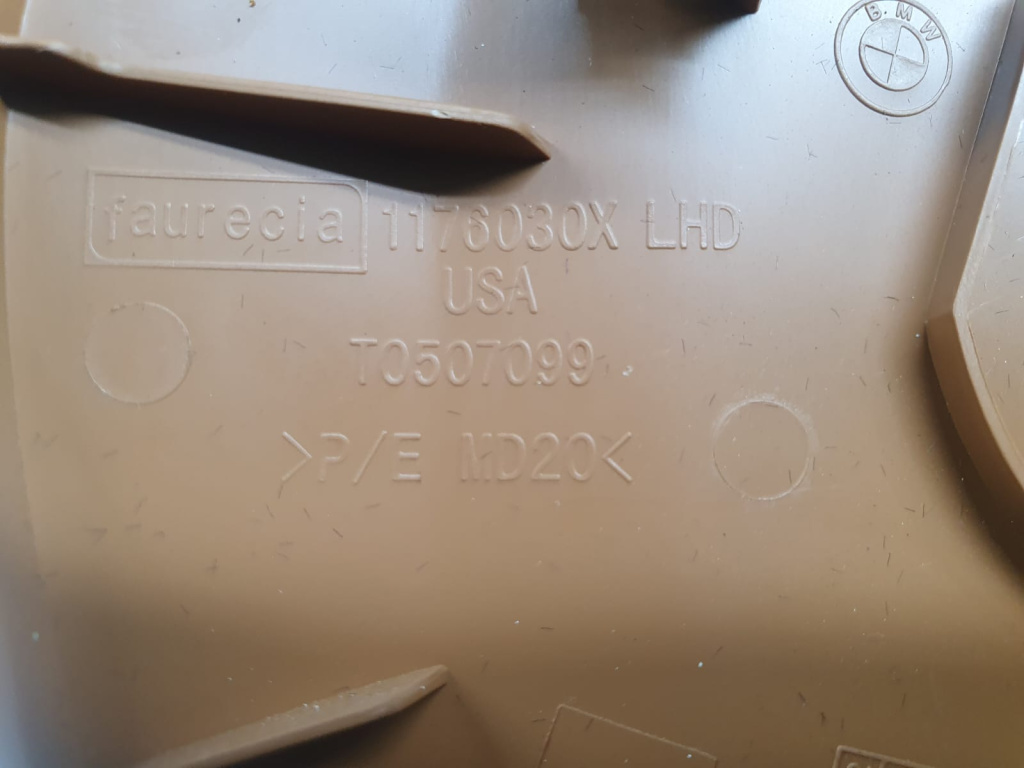 B.M.W
faurecia 1176030X LHD
USA
T0507099
>P/E MD20<